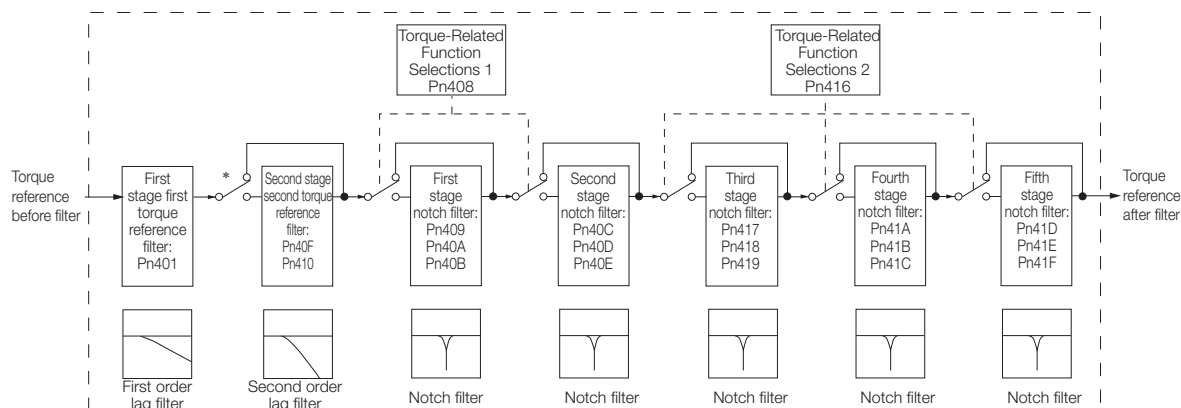 Torque-Related
Function
Selections 1
Pn408
Torque-Related
Function
Selections 2
Pn416
Torque
reference
before filter
First
stage first
torque
reference
filter:
Pn401
*
Second stage
second torque
reference
filter:
Pn40F
Pn410
First
stage
notch filter:
Pn409
Pn40A
Pn40B
Second
stage
notch filter:
Pn40C
Pn40D
Pn40E
Third
stage
notch filter:
Pn417
Pn418
Pn419
Fourth
stage
notch filter:
Pn41A
Pn41B
Pn41C
Fifth
stage
notch filter:
Pn41D
Pn41E
Pn41F
Torque
reference
after filter
First order
lag filter
Second order
lag filter
Notch filter
Notch filter
Notch filter
Notch filter
Notch filter